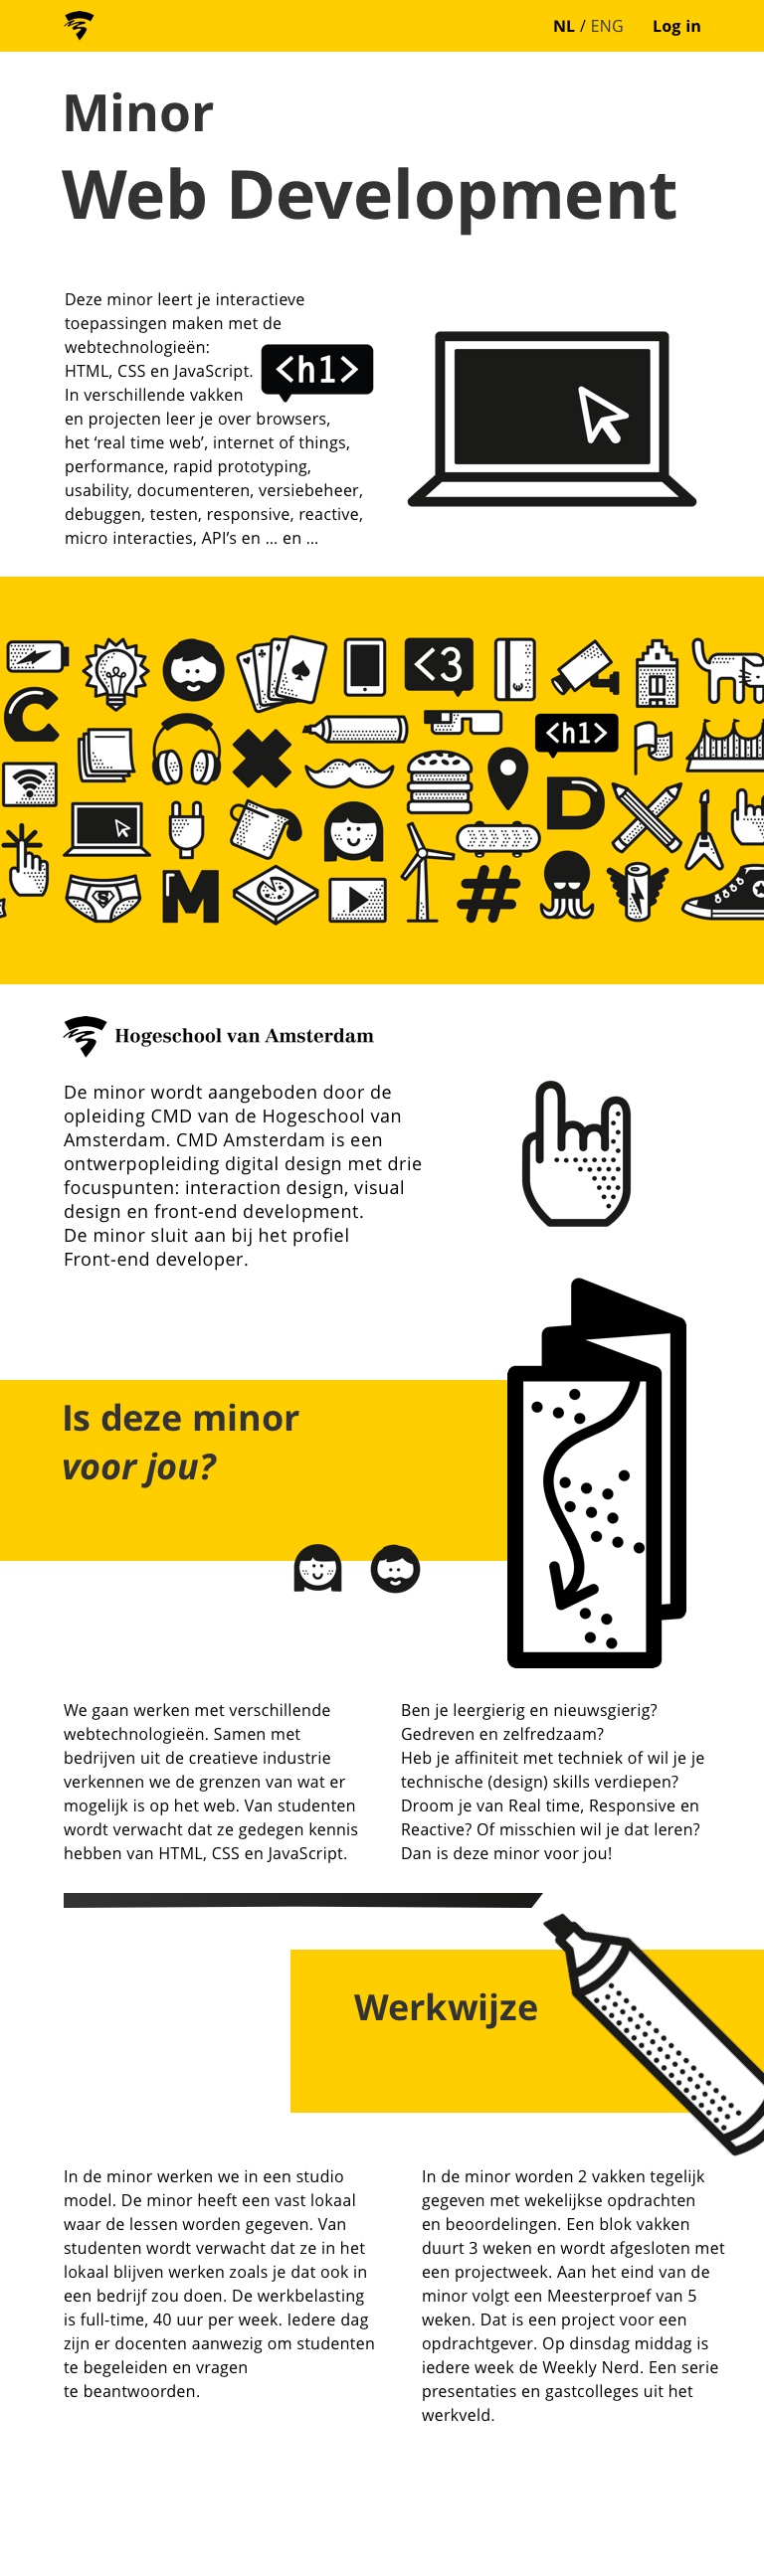 NL / ENG Log in
Minor
Web Development
Deze minor leert je interactieve
toepassingen maken met de
webtechnologieën:
HTML, CSS en JavaScript.
<h1>
In verschillende vakken
en projecten leer je over browsers,
het ‘real time web’, internet of things,
performance, rapid prototyping,
usability, documenteren, versiebeheer,
debuggen, testen, responsive, reactive,
micro interacties, API’s en ... en ...
<3
C
<h1>
D
M
#
Hogeschool van Amsterdam
De minor wordt aangeboden door de
opleiding CMD van de Hogeschool van
Amsterdam. CMD Amsterdam is een
ontwerpopleiding digital design met drie
focuspunten: interaction design, visual
design en front-end development.
De minor sluit aan bij het profiel
Front-end developer.
Is deze minor
voor jou?
We gaan werken met verschillende
webtechnologieën. Samen met
bedrijven uit de creatieve industrie
verkennen we de grenzen van wat er
mogelijk is op het web. Van studenten
wordt verwacht dat ze gedegen kennis
hebben van HTML, CSS en JavaScript.
Ben je leergierig en nieuwsgierig?
Gedreven en zelfredzaam?
Heb je affiniteit met techniek of wil je je
technische (design) skills verdiepen?
Droom je van Real time, Responsive en
Reactive? Of misschien wil je dat leren?
Dan is deze minor voor jou!
Werkwijze
In de minor werken we in een studio
model. De minor heeft een vast lokaal
waar de lessen worden gegeven. Van
studenten wordt verwacht dat ze in het
lokaal blijven werken zoals je dat ook in
een bedrijf zou doen. De werkbelasting
is full-time, 40 uur per week. Iedere dag
zijn er docenten aanwezig om studenten
te begeleiden en vragen
te beantwoorden.
In de minor worden 2 vakken tegelijk
gegeven met wekelijkse opdrachten
en beoordelingen. Een blok vakken
duurt 3 weken en wordt afgesloten met
een projectweek. Aan het eind van de
minor volgt een Meesterproef van 5
weken. Dat is een project voor een
opdrachtgever. Op dinsdag middag is
iedere week de Weekly Nerd. Een serie
presentaties en gastcolleges uit het
werkveld.